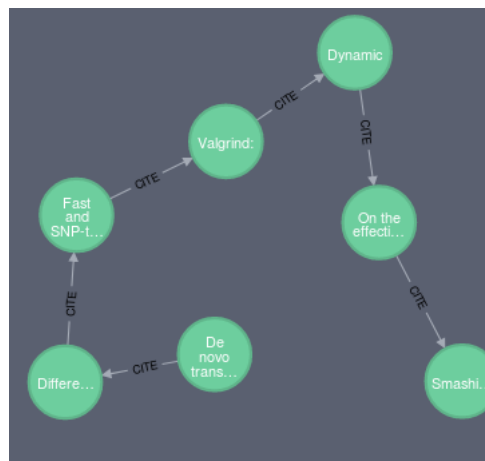 Dynamic
CITE
Valgrind:
CITE
CITE
Fast
and
SNP-t...
On the
effecti...
CITE
CITE
De
novo
trans...
CITE
Differe...
Smashi...